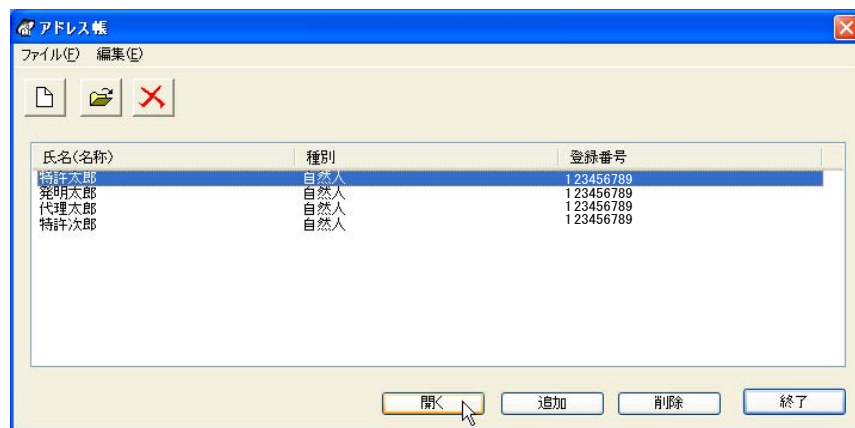 アドレス帳
ファイル(F) 編集(E)
氏名(名称) 種別 登録番号
特許太郎 自然人 123456789
発明太郎 自然人 123456789
代理太郎 自然人 123456789
特許次郎 自然人 123456789
開く 追加 削除 終了